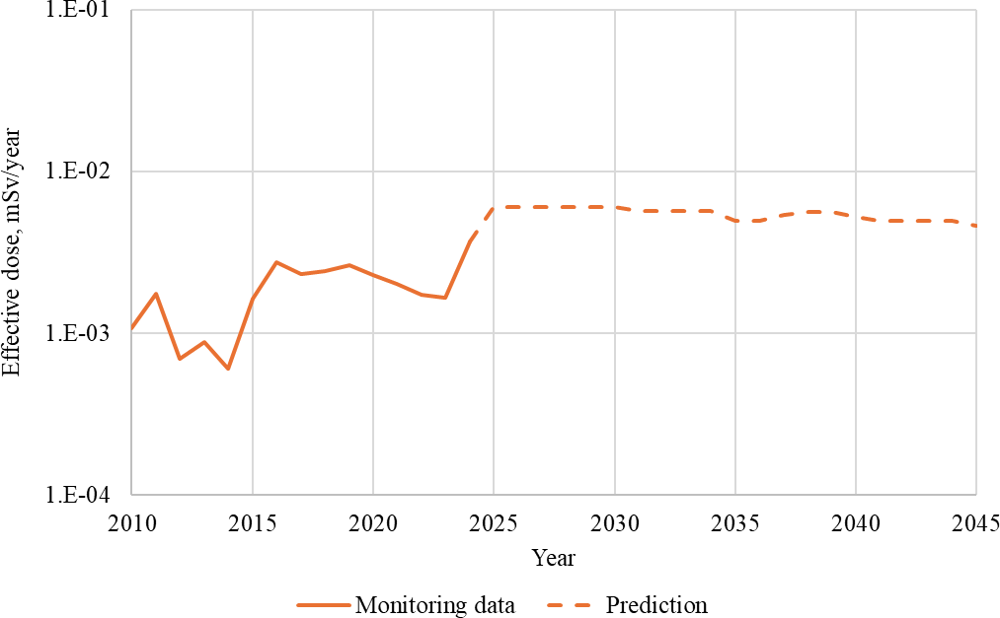 1.E-01
1.E-02
1.E-03
1.E-04
Effective dose, mSv/year
2010 2015 2020 2025 2030 2035 2040 2045
Year
Monitoring data Prediction